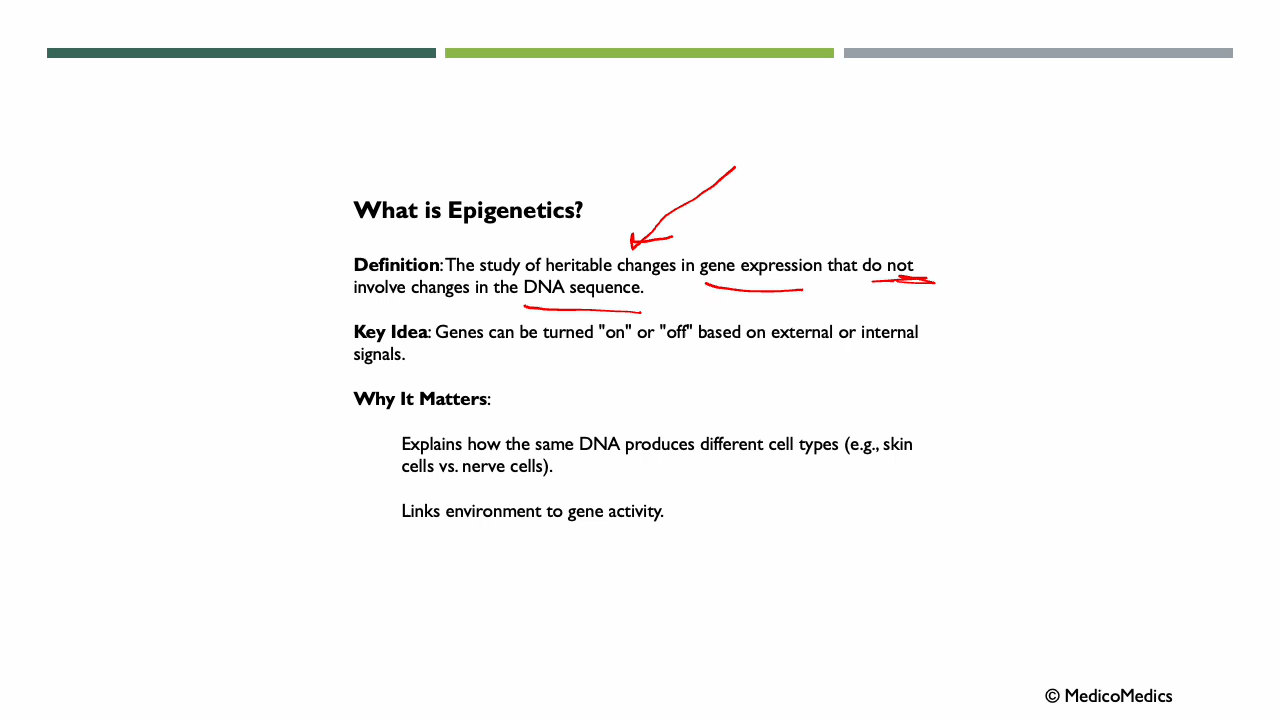 What is Epigenetics?
Definition: The study of heritable changes in gene expression that do not
involve changes in the DNA sequence.
Key Idea: Genes can be turned "on" or "off" based on external or internal
signals.
Why It Matters:
Explains how the same DNA produces different cell types (e.g., skin
cells vs. nerve cells).
Links environment to gene activity.
© MedicoMedics